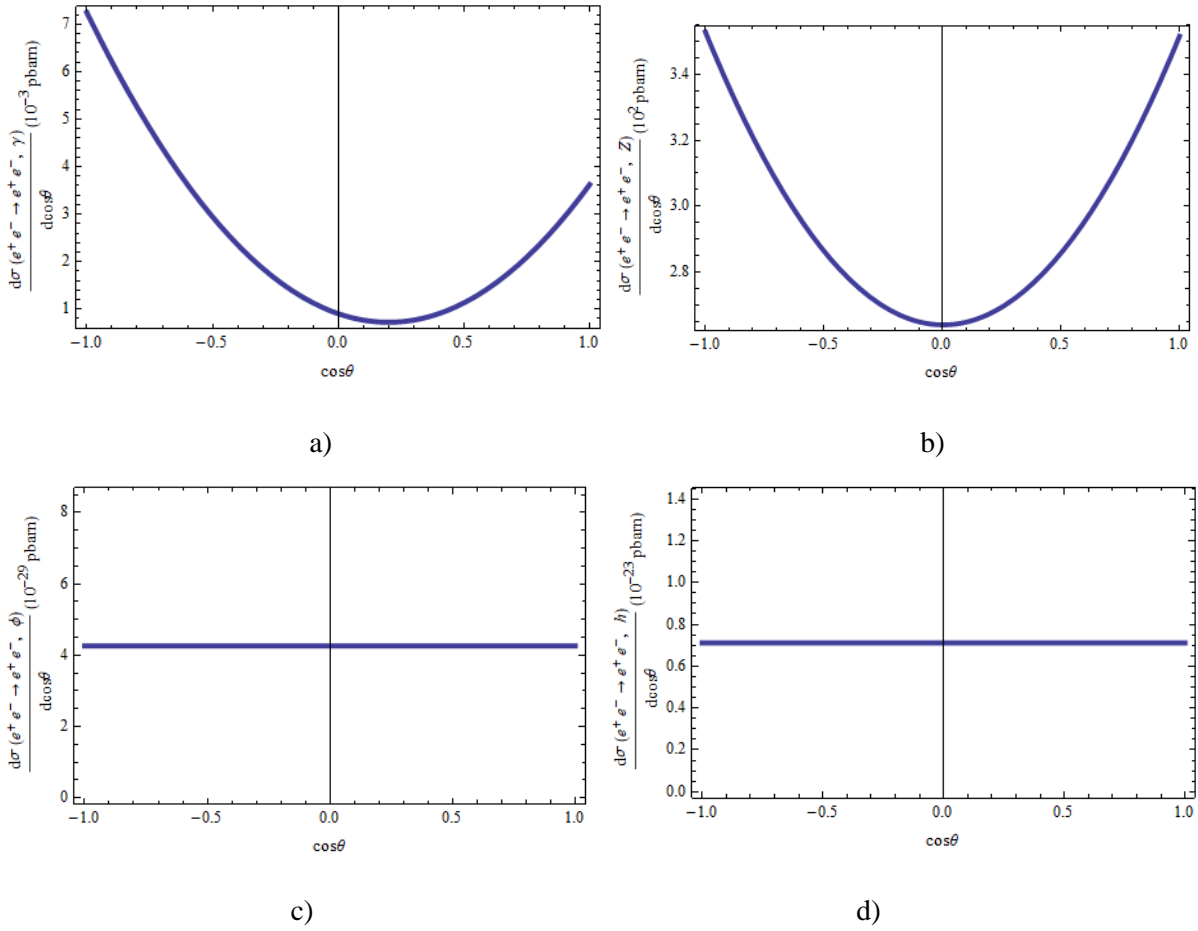 dσ (e⁺ e⁻ → e⁺ e⁻, γ)
dcosθ
(10⁻³ pbarn)
7
6
5
4
3
2
1
−1.0 −0.5 0.0 0.5 1.0
cosθ
a)
dσ (e⁺ e⁻ → e⁺ e⁻, Z)
dcosθ
(10² pbarn)
3.4
3.2
3.0
2.8
−1.0 −0.5 0.0 0.5 1.0
cosθ
b)
dσ (e⁺ e⁻ → e⁺ e⁻, ϕ)
dcosθ
(10⁻²⁹ pbarn)
8
6
4
2
0
−1.0 −0.5 0.0 0.5 1.0
cosθ
c)
dσ (e⁺ e⁻ → e⁺ e⁻, h)
dcosθ
(10⁻²³ pbarn)
1.4
1.2
1.0
0.8
0.6
0.4
0.2
0.0
−1.0 −0.5 0.0 0.5 1.0
cosθ
d)